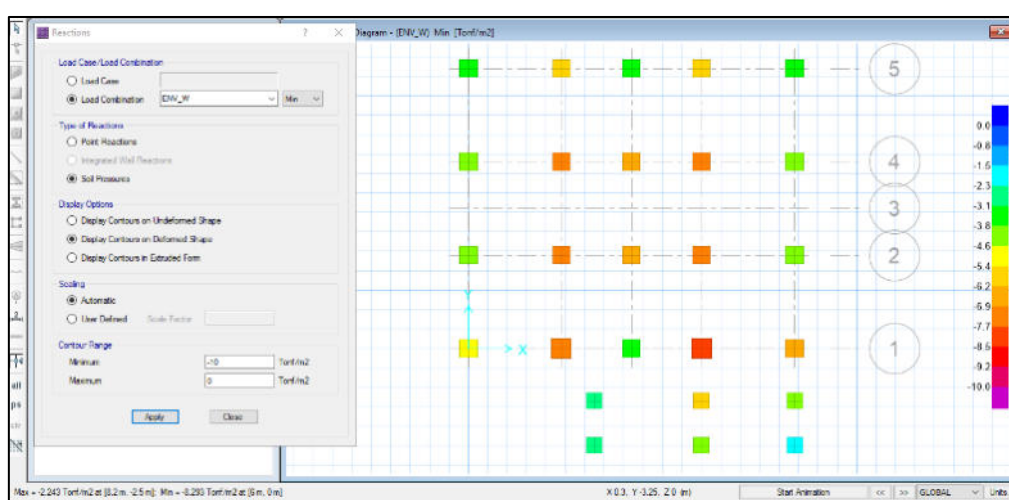 Reactions ? ×
Load Case/Load Combination
Load Case
Load Combination ENV_W Min
Type of Reactions
Point Reactions
Integrated Wall Reactions
Soil Pressures
Display Options
Display Contours on Undeformed Shape
Display Contours on Deformed Shape
Display Contours in Extruded Form
Scaling
Automatic
User Defined Scale Factor
Contour Range
Minimum -10 Tonf/m2
Maximum 0 Tonf/m2
Apply Close
all
ps
Diagram - (ENV_W) Min [Tonf/m2]
5
4
3
2
1
Y
X
0.0
-0.8
-1.5
-2.3
-3.1
-3.8
-4.6
-5.4
-6.2
-6.9
-7.7
-8.5
-9.2
-10.0
Max = -2.243 Tonf/m2 at [8.2 m, -2.5 m]; Min = -8.293 Tonf/m2 at [6 m, 0 m]
X 0.3, Y -3.25, Z 0 (m) Start Animation << >> GLOBAL Units